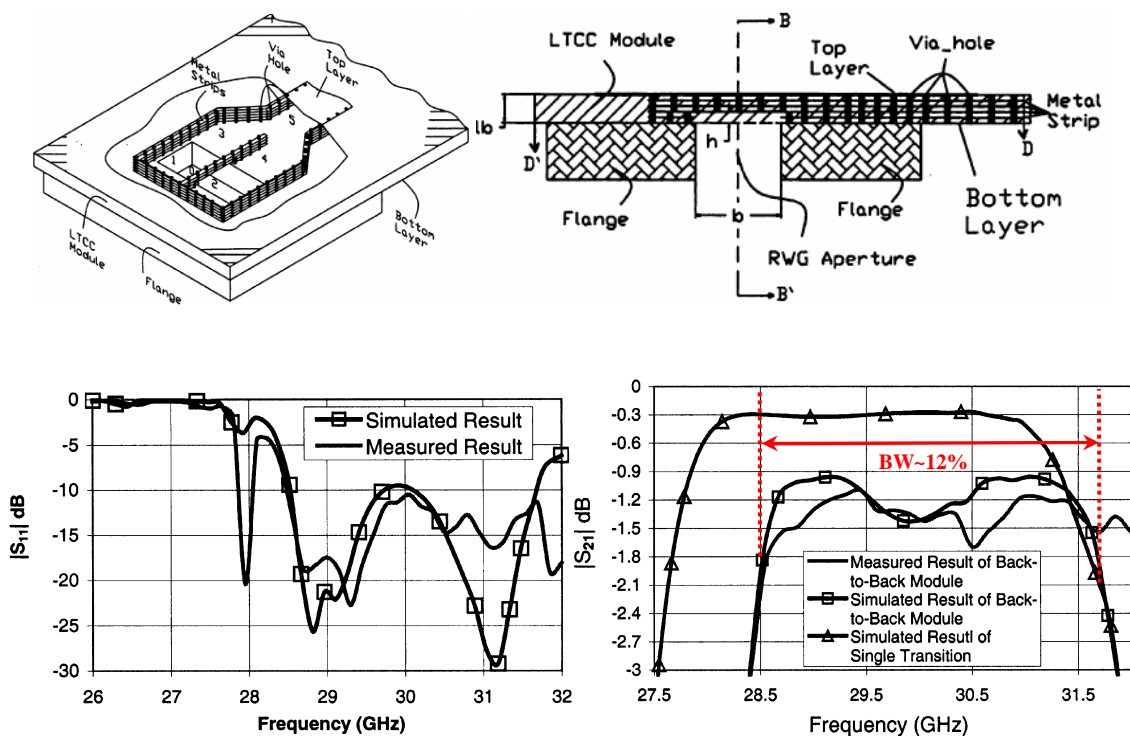 Metal
Strips
Via
Hole
Top
Layer
3
5
1
0
4
2
LTCC
Module
Flange
Bottom
Layer
LTCC Module
B
Top
Layer
Via_hole
Metal
Strip
lb
D'
h
D
Flange
b
Flange
Bottom
Layer
RWG Aperture
B'
|S11| dB
0
-5
-10
-15
-20
-25
-30
Simulated Result
Measured Result
26
27
28
29
30
31
32
Frequency (GHz)
|S21| dB
0
-0.3
-0.6
-0.9
-1.2
-1.5
-1.8
-2.1
-2.4
-2.7
-3
BW~12%
Measured Result of Back-
to-Back Module
Simulated Result of Back-
to-Back Module
Simulated Resutl of
Single Transition
27.5
28.5
29.5
30.5
31.5
Frequency (GHz)